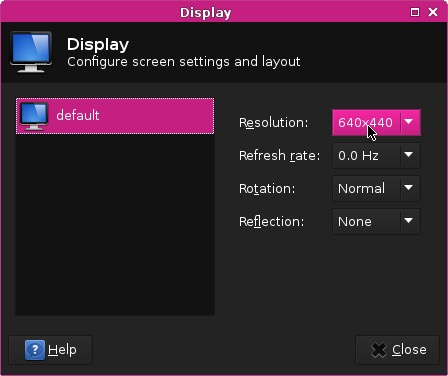 Display
Display
Configure screen settings and layout
default
Resolution: 640x440
Refresh rate: 0.0 Hz
Rotation: Normal
Reflection: None
Help
Close